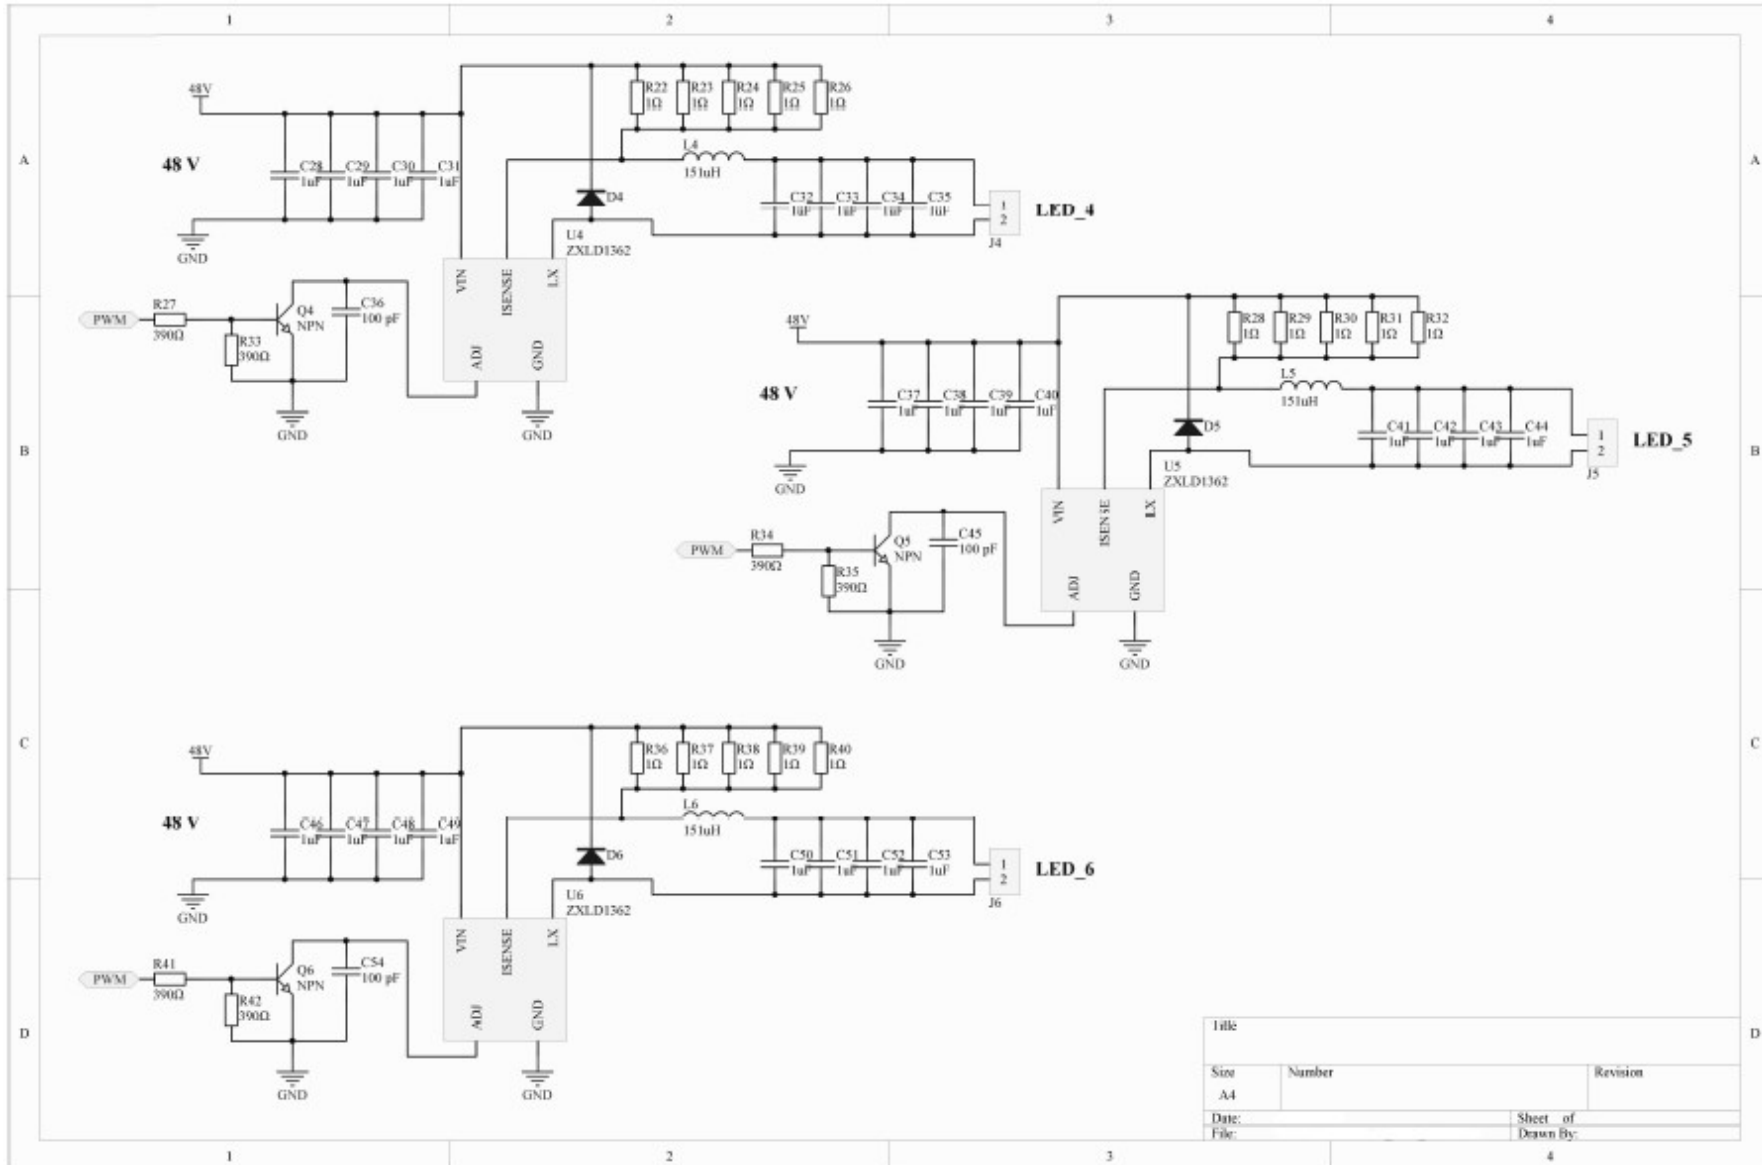 1 2 3 4
A A
B B
C C
D D
48V
48 V
C28 1uF
C29 1uF
C30 1uF
C31 1uF
GND
R22 1Ω
R23 1Ω
R24 1Ω
R25 1Ω
R26 1Ω
L4
151uH
D4
C32 1uF
C33 1uF
C34 1uF
C35 1uF
1
2
J4
LED_4
U4
ZXLD1362
VIN
ISENSE
LX
ADJ
GND
GND
PWM
R27
390Ω
R33
390Ω
Q4
NPN
C36
100 pF
GND
48V
48 V
C37 1uF
C38 1uF
C39 1uF
C40 1uF
GND
R28 1Ω
R29 1Ω
R30 1Ω
R31 1Ω
R32 1Ω
L5
151uH
D5
C41 1uF
C42 1uF
C43 1uF
C44 1uF
1
2
J5
LED_5
U5
ZXLD1362
VIN
ISENSE
LX
ADJ
GND
GND
PWM
R34
390Ω
R35
390Ω
Q5
NPN
C45
100 pF
GND
48V
48 V
C46 1uF
C47 1uF
C48 1uF
C49 1uF
GND
R36 1Ω
R37 1Ω
R38 1Ω
R39 1Ω
R40 1Ω
L6
151uH
D6
C50 1uF
C51 1uF
C52 1uF
C53 1uF
1
2
J6
LED_6
U6
ZXLD1362
VIN
ISENSE
LX
ADJ
GND
GND
PWM
R41
390Ω
R42
390Ω
Q6
NPN
C54
100 pF
GND
Title
Size Number Revision
A4
Date: Sheet of
File: Drawn By:
1 2 3 4